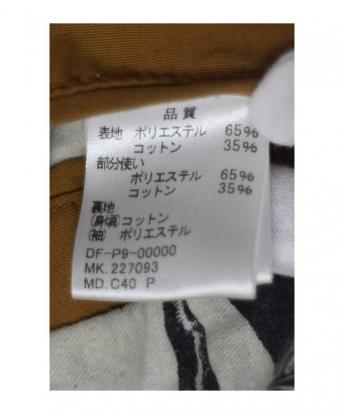 品質
表地 ポリエステル 65%
コットン 35%
部分使い
ポリエステル 65%
コットン 35%
裏地
(身頃)コットン
(袖) ポリエステル
DF-P9-00000
MK.227093
MD.C40 P